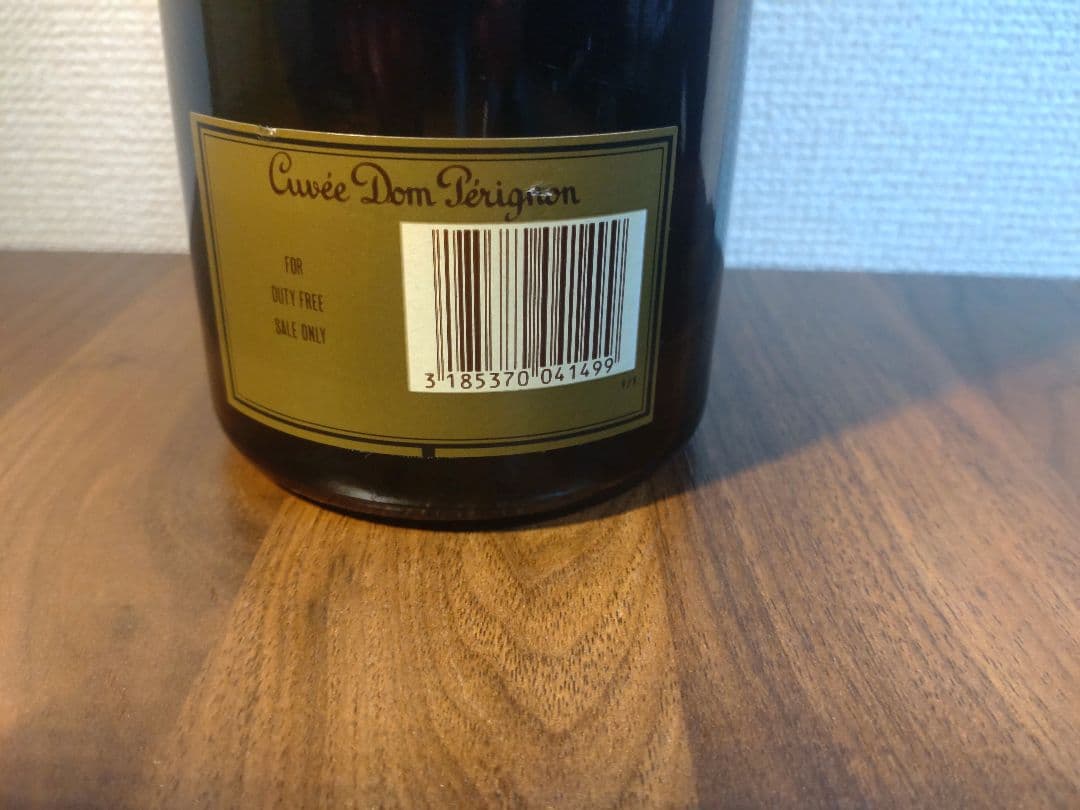 Cuvée Dom Pérignon
FOR
DUTY FREE
SALE ONLY
3 185370 041499